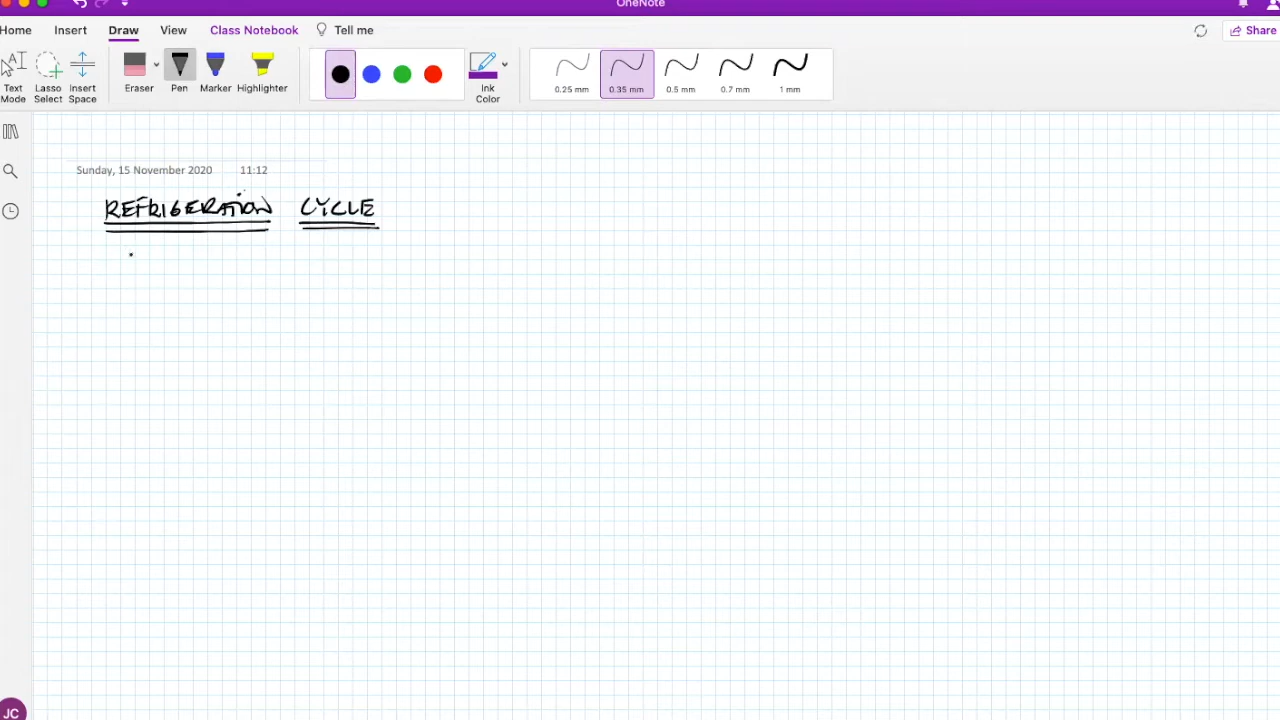 OneNote
Home Insert Draw View Class Notebook Tell me Share
Text Mode
Lasso Select
Insert Space
Eraser
Pen
Marker
Highlighter
Ink Color
0.25 mm
0.35 mm
0.5 mm
0.7 mm
1 mm
Sunday, 15 November 2020 11:12
REFRIGERATION CYCLE
JC